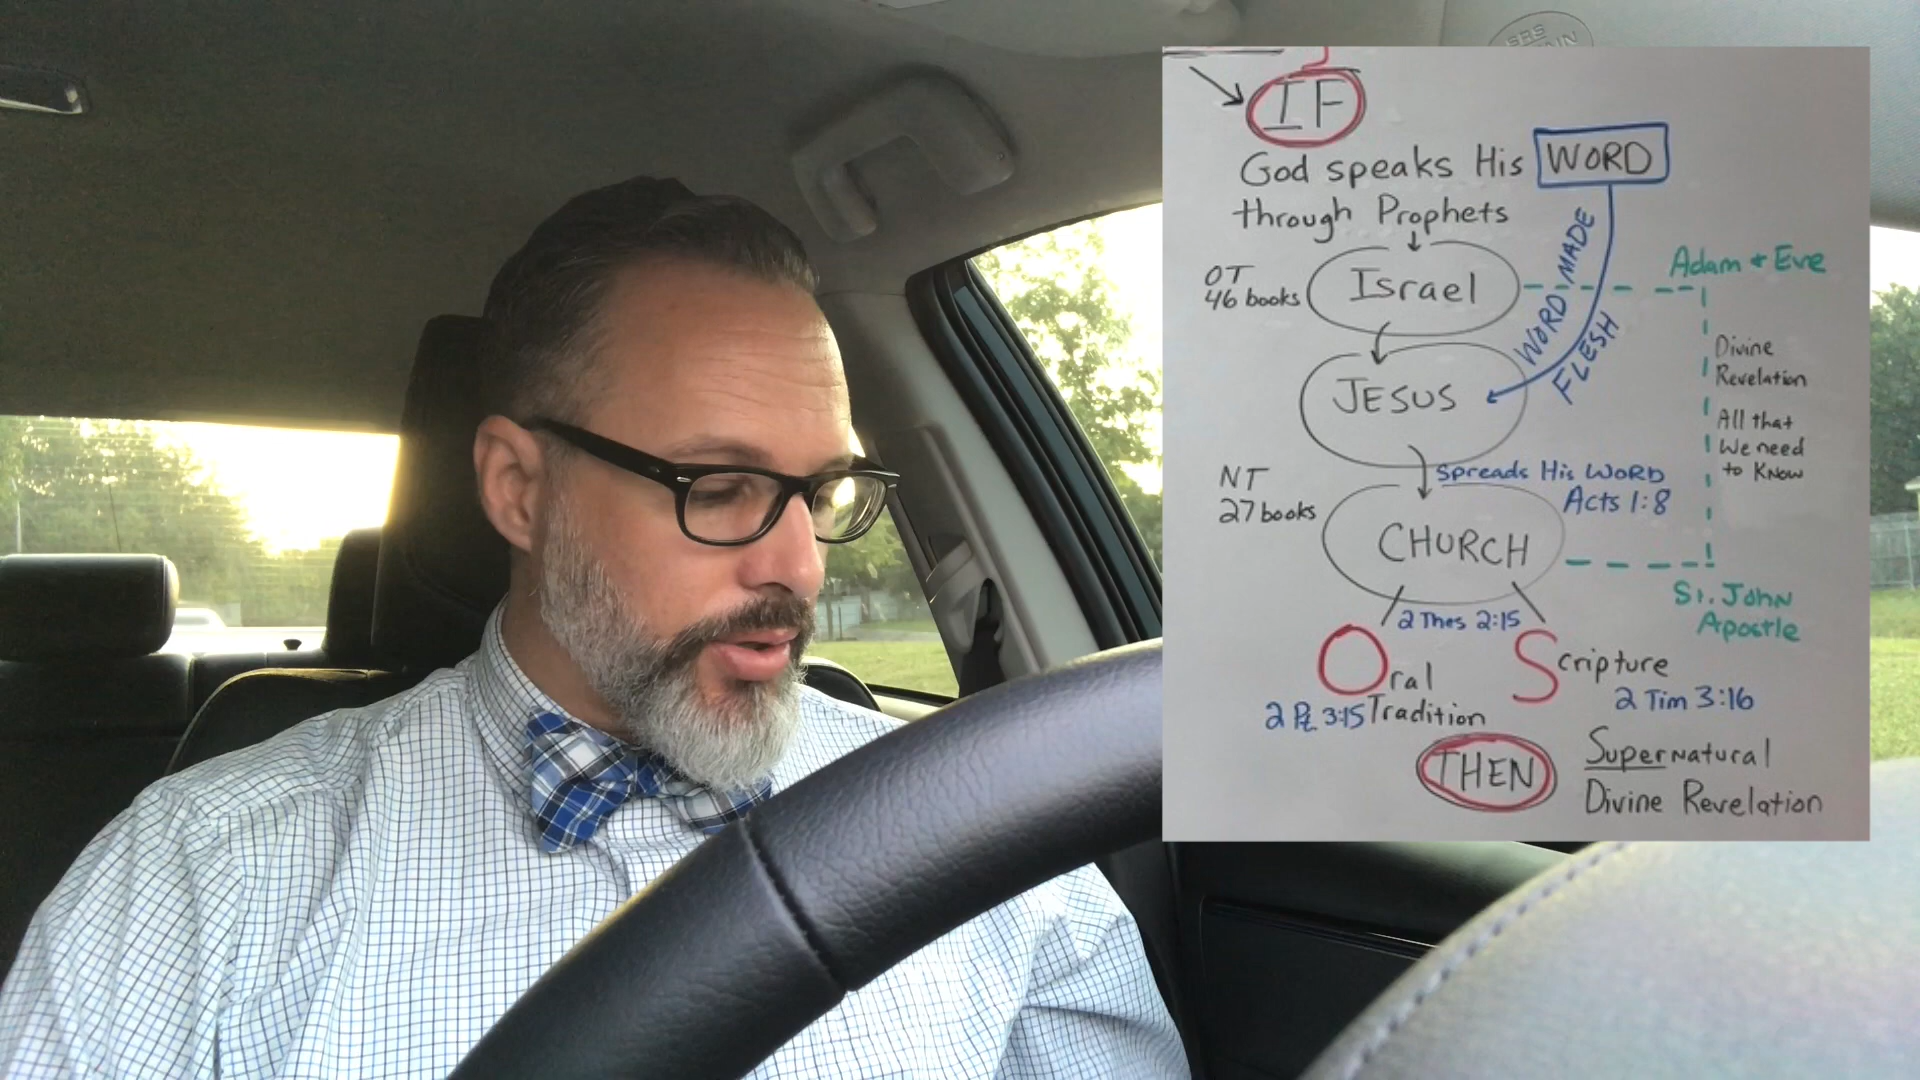 IF
God speaks His WORD
through Prophets
OT
46 books
Israel
WORD MADE
FLESH
Adam + Eve
Divine
Revelation
All that
We need
to Know
JESUS
NT
27 books
Spreads His WORD
Acts 1:8
CHURCH
St. John
Apostle
2 Thes 2:15
Oral
Tradition
2 Pt. 3:15
Scripture
2 Tim 3:16
THEN
Supernatural
Divine Revelation
SRS